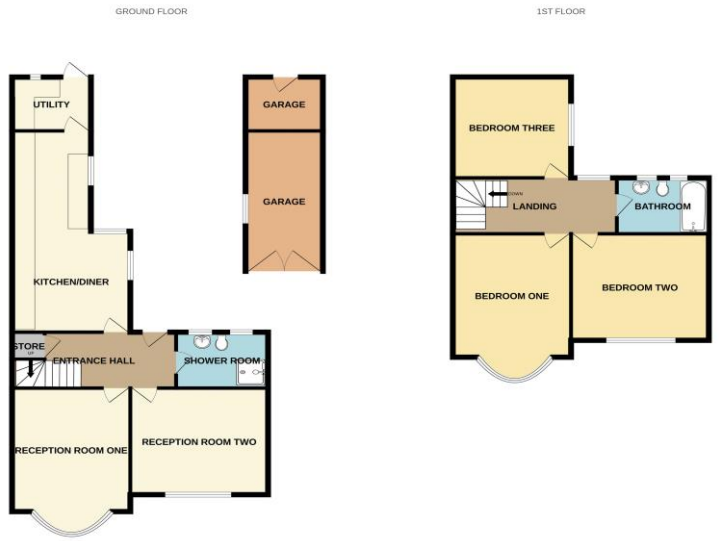 GROUND FLOOR
1ST FLOOR
UTILITY
GARAGE
GARAGE
KITCHEN/DINER
STORE
UP
ENTRANCE HALL
SHOWER ROOM
RECEPTION ROOM ONE
RECEPTION ROOM TWO
BEDROOM THREE
DOWN
LANDING
BATHROOM
BEDROOM ONE
BEDROOM TWO